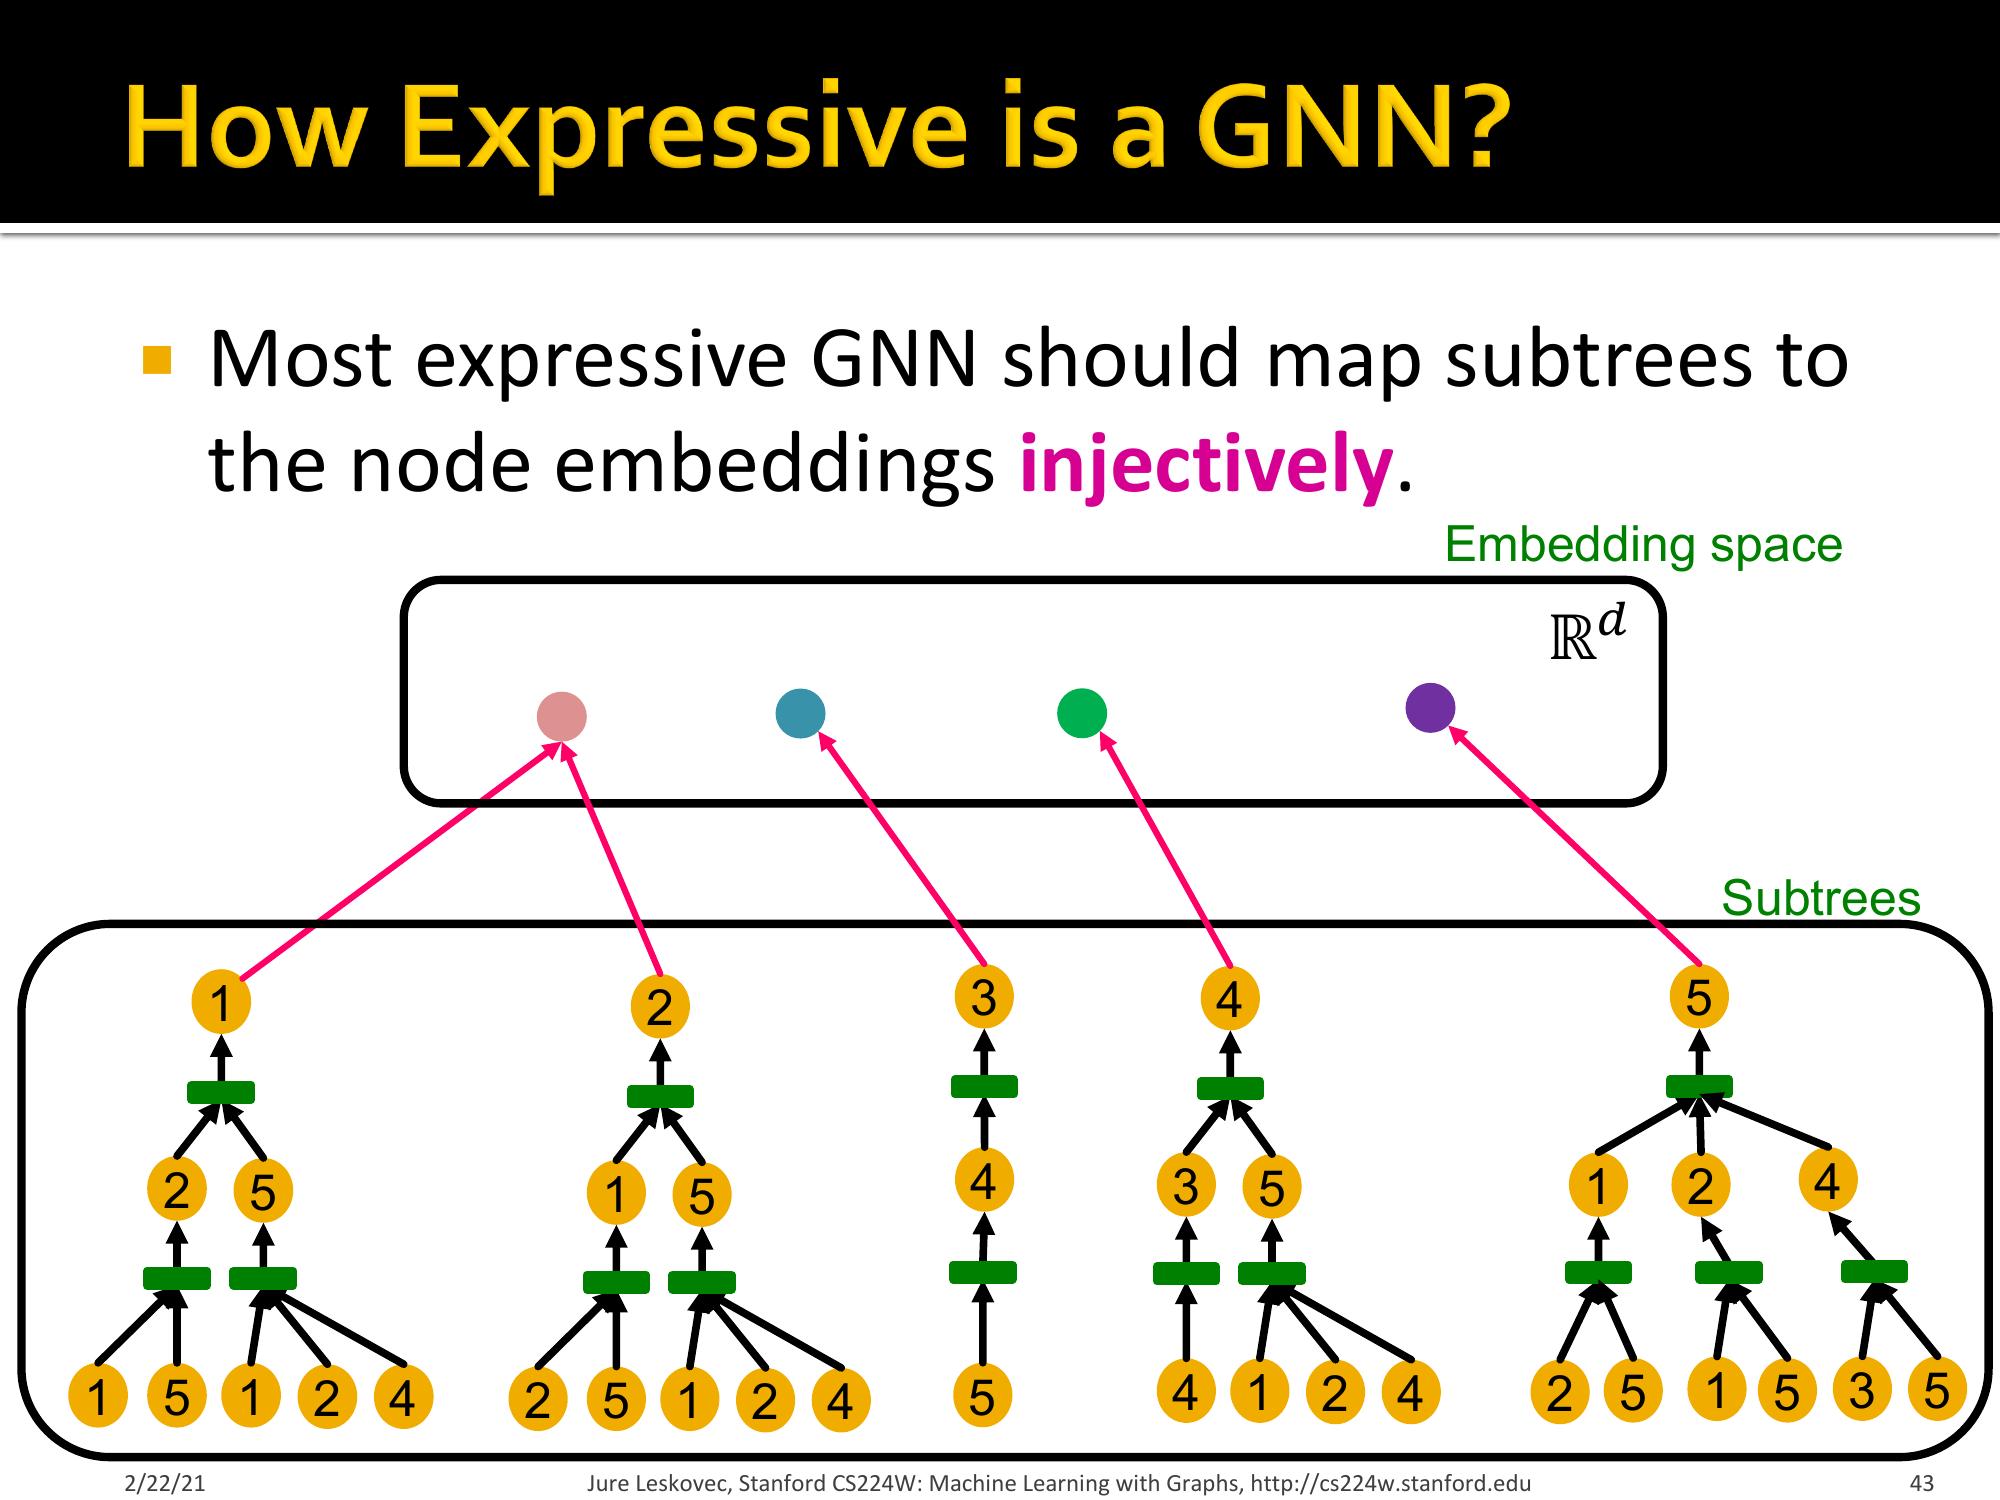 How Expressive is a GNN?
Most expressive GNN should map subtrees to
the node embeddings injectively.
Embedding space
ℝᵈ
Subtrees
1 2 3 4 5
2 5 1 5 4 3 5 1 2 4
1 5 1 2 4 2 5 1 2 4 5 4 1 2 4 2 5 1 5 3 5
2/22/21
Jure Leskovec, Stanford CS224W: Machine Learning with Graphs, http://cs224w.stanford.edu
43